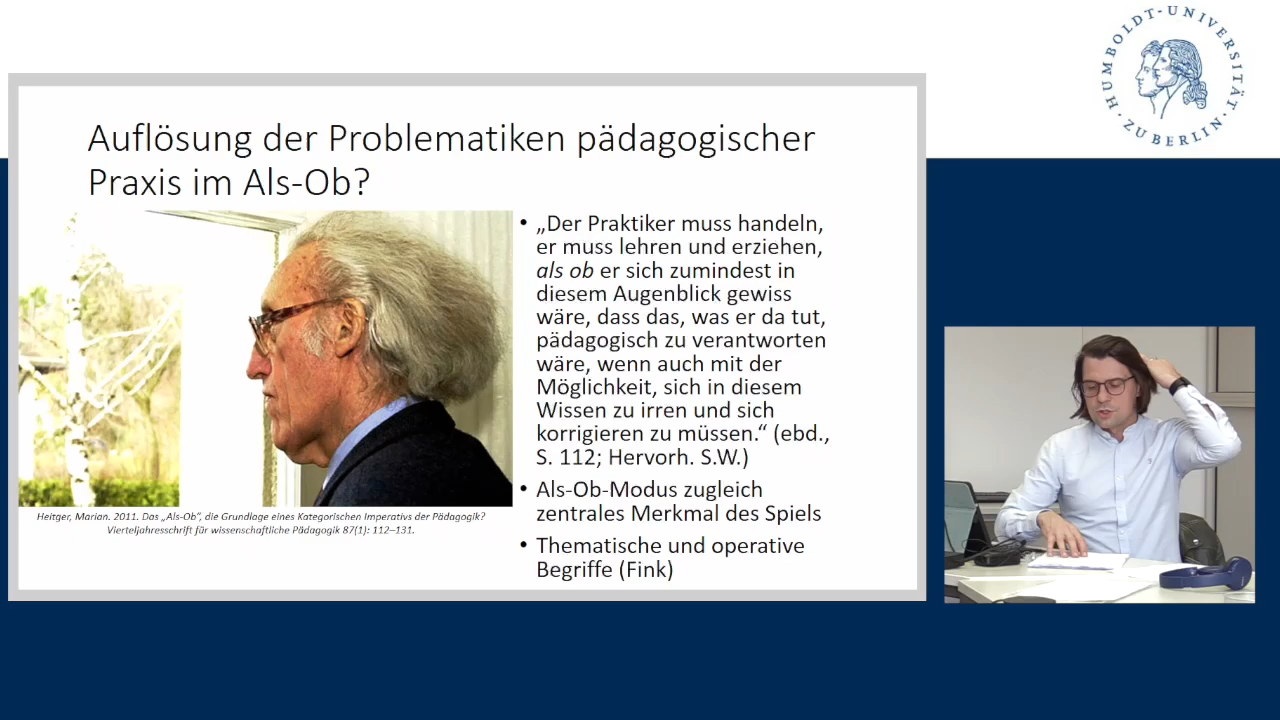 HUMBOLDT-UNIVERSITÄT
· ZU BERLIN ·
Auflösung der Problematiken pädagogischer
Praxis im Als-Ob?
• „Der Praktiker muss handeln,
er muss lehren und erziehen,
als ob er sich zumindest in
diesem Augenblick gewiss
wäre, dass das, was er da tut,
pädagogisch zu verantworten
wäre, wenn auch mit der
Möglichkeit, sich in diesem
Wissen zu irren und sich
korrigieren zu müssen.“ (ebd.,
S. 112; Hervorh. S.W.)
• Als-Ob-Modus zugleich
zentrales Merkmal des Spiels
• Thematische und operative
Begriffe (Fink)
Heitger, Marian. 2011. Das „Als-Ob“, die Grundlage eines Kategorischen Imperativs der Pädagogik?
Vierteljahresschrift für wissenschaftliche Pädagogik 87(1): 112–131.